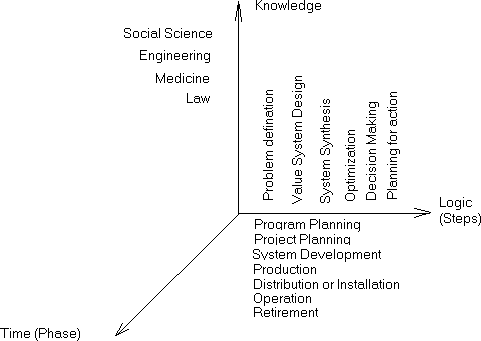 Knowledge
Social Science
Engineering
Medicine
Law
Problem defination
Value System Design
System Synthesis
Optimization
Decision Making
Planning for action
Logic
(Steps)
Program Planning
Project Planning
System Development
Production
Distribution or Installation
Operation
Retirement
Time (Phase)